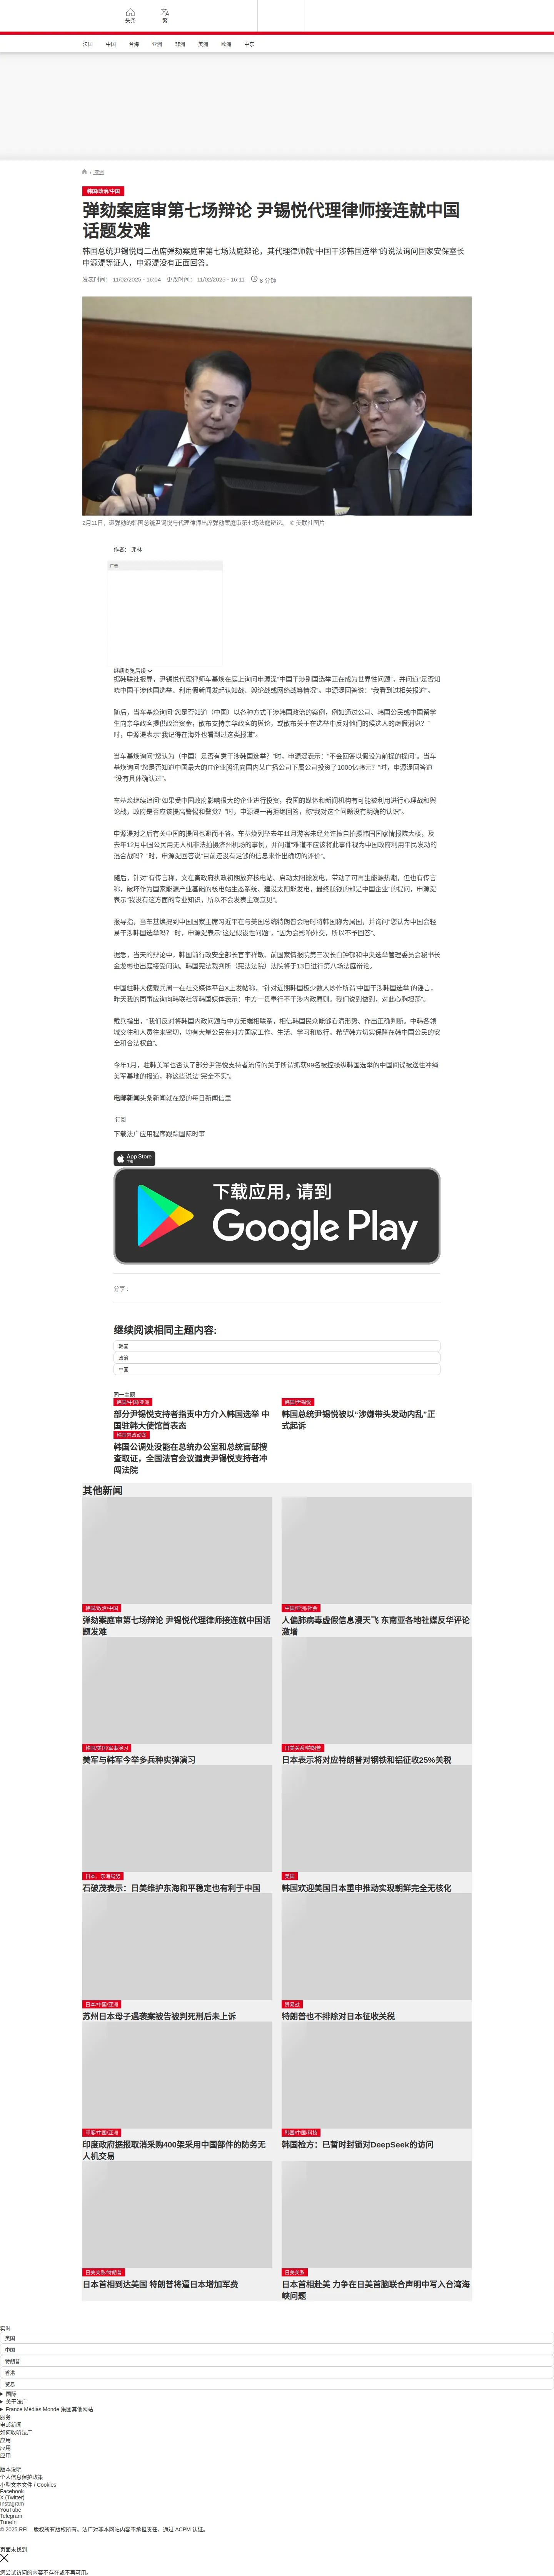 头条
繁
法国
中国
台海
亚洲
非洲
美洲
欧洲
中东
亚洲
韩国/政治/中国
弹劾案庭审第七场辩论 尹锡悦代理律师接连就中国
话题发难
韩国总统尹锡悦周二出席弹劾案庭审第七场法庭辩论，其代理律师就“中国干涉韩国选举”的说法询问国家安保室长
申源湜等证人，申源湜没有正面回答。
发表时间： 11/02/2025 - 16:04 更改时间： 11/02/2025 - 16:11 8 分钟
2月11日，遭弹劾的韩国总统尹锡悦与代理律师出席弹劾案庭审第七场法庭辩论。 © 美联社图片
作者： 弗林
广告
继续浏览后续
据韩联社报导，尹锡悦代理律师车基焕在庭上询问申源湜“中国干涉别国选举正在成为世界性问题”，并问道“是否知
晓中国干涉他国选举、利用假新闻发起认知战、舆论战或网络战等情况”。申源湜回答说：“我看到过相关报道”。
随后，当车基焕询问“您是否知道（中国）以各种方式干涉韩国政治的案例，例如通过公司、韩国公民或中国留学
生向亲华政客提供政治资金，散布支持亲华政客的舆论，或散布关于在选举中反对他们的候选人的虚假消息？”
时，申源湜表示“我记得在海外也看到过这类报道”。
当车基焕询问“您认为（中国）是否有意干涉韩国选举？”时，申源湜表示：“不会回答以假设为前提的提问”。当车
基焕询问“您是否知道中国最大的IT企业腾讯向国内某广播公司下属公司投资了1000亿韩元？”时，申源湜回答道
“没有具体确认过”。
车基焕继续追问“如果受中国政府影响很大的企业进行投资，我国的媒体和新闻机构有可能被利用进行心理战和舆
论战，政府是否应该提高警惕和警觉？”时，申源湜一再拒绝回答，称“我对这个问题没有明确的认识”。
申源湜对之后有关中国的提问也避而不答。车基焕列举去年11月游客未经允许擅自拍摄韩国国家情报院大楼，及
去年12月中国公民用无人机非法拍摄济州机场的事例，并问道“难道不应该将此事件视为中国政府利用平民发动的
混合战吗？”时，申源湜回答说“目前还没有足够的信息来作出确切的评价”。
随后，针对“有传言称，文在寅政府执政初期放弃核电站、启动太阳能发电，带动了可再生能源热潮，但也有传言
称，破坏作为国家能源产业基础的核电站生态系统、建设太阳能发电，最终赚钱的却是中国企业”的提问，申源湜
表示“我没有这方面的专业知识，所以不会发表主观意见”。
报导指，当车基焕提到中国国家主席习近平在与美国总统特朗普会晤时将韩国称为属国，并询问“您认为中国会轻
易干涉韩国选举吗？”时，申源湜表示“这是假设性问题”，“因为会影响外交，所以不予回答”。
据悉，当天的辩论中，韩国前行政安全部长官李祥敏、前国家情报院第三次长白钟郁和中央选举管理委员会秘书长
金龙彬也出庭接受问询。韩国宪法裁判所（宪法法院）法院将于13日进行第八场法庭辩论。
中国驻韩大使戴兵周一在社交媒体平台X上发帖称，“针对近期韩国极少数人炒作所谓‘中国干涉韩国选举’的谣言，
昨天我的同事应询向韩联社等韩国媒体表示：中方一贯奉行不干涉内政原则。我们说到做到，对此心胸坦荡”。
戴兵指出，“我们反对将韩国内政问题与中方无端相联系，相信韩国民众能够看清形势、作出正确判断。中韩各领
域交往和人员往来密切，均有大量公民在对方国家工作、生活、学习和旅行。希望韩方切实保障在韩中国公民的安
全和合法权益”。
今年1月，驻韩美军也否认了部分尹锡悦支持者流传的关于所谓抓获99名被控操纵韩国选举的中国间谍被送往冲绳
美军基地的报道，称这些说法“完全不实”。
电邮新闻头条新闻就在您的每日新闻信里
订阅
下载法广应用程序跟踪国际时事
App Store
下载
下载应用，请到
Google Play
分享 :
继续阅读相同主题内容:
韩国
政治
中国
同一主题
韩国/中国/亚洲
部分尹锡悦支持者指责中方介入韩国选举 中
国驻韩大使馆首表态
韩国/尹锡悦
韩国总统尹锡悦被以“涉嫌带头发动内乱”正
式起诉
韩国内政动荡
韩国公调处没能在总统办公室和总统官邸搜
查取证，全国法官会议谴责尹锡悦支持者冲
闯法院
其他新闻
韩国/政治/中国
弹劾案庭审第七场辩论 尹锡悦代理律师接连就中国话
题发难
中国/亚洲/社会
人偏肺病毒虚假信息漫天飞 东南亚各地社媒反华评论
激增
韩国/美国/军事演习
美军与韩军今举多兵种实弹演习
日美关系/特朗普
日本表示将对应特朗普对钢铁和铝征收25%关税
日本、东海局势
石破茂表示：日美维护东海和平稳定也有利于中国
美国
韩国欢迎美国日本重申推动实现朝鲜完全无核化
日本/中国/亚洲
苏州日本母子遇袭案被告被判死刑后未上诉
贸易战
特朗普也不排除对日本征收关税
印度/中国/亚洲
印度政府据报取消采购400架采用中国部件的防务无
人机交易
韩国/中国/科技
韩国检方：已暂时封锁对DeepSeek的访问
日美关系/特朗普
日本首相到达美国 特朗普将逼日本增加军费
日美关系
日本首相赴美 力争在日美首脑联合声明中写入台湾海
峡问题
实时
美国
中国
特朗普
香港
贸易
国际
关于法广
France Médias Monde 集团其他网站
服务
电邮新闻
如何收听法广
应用
应用
应用
版本说明
个人信息保护政策
小型文本文件 / Cookies
Facebook
X (Twitter)
Instagram
YouTube
Telegram
TuneIn
© 2025 RFI – 版权所有版权所有。法广对非本网站内容不承担责任。通过 ACPM 认证。
页面未找到
您尝试访问的内容不存在或不再可用。